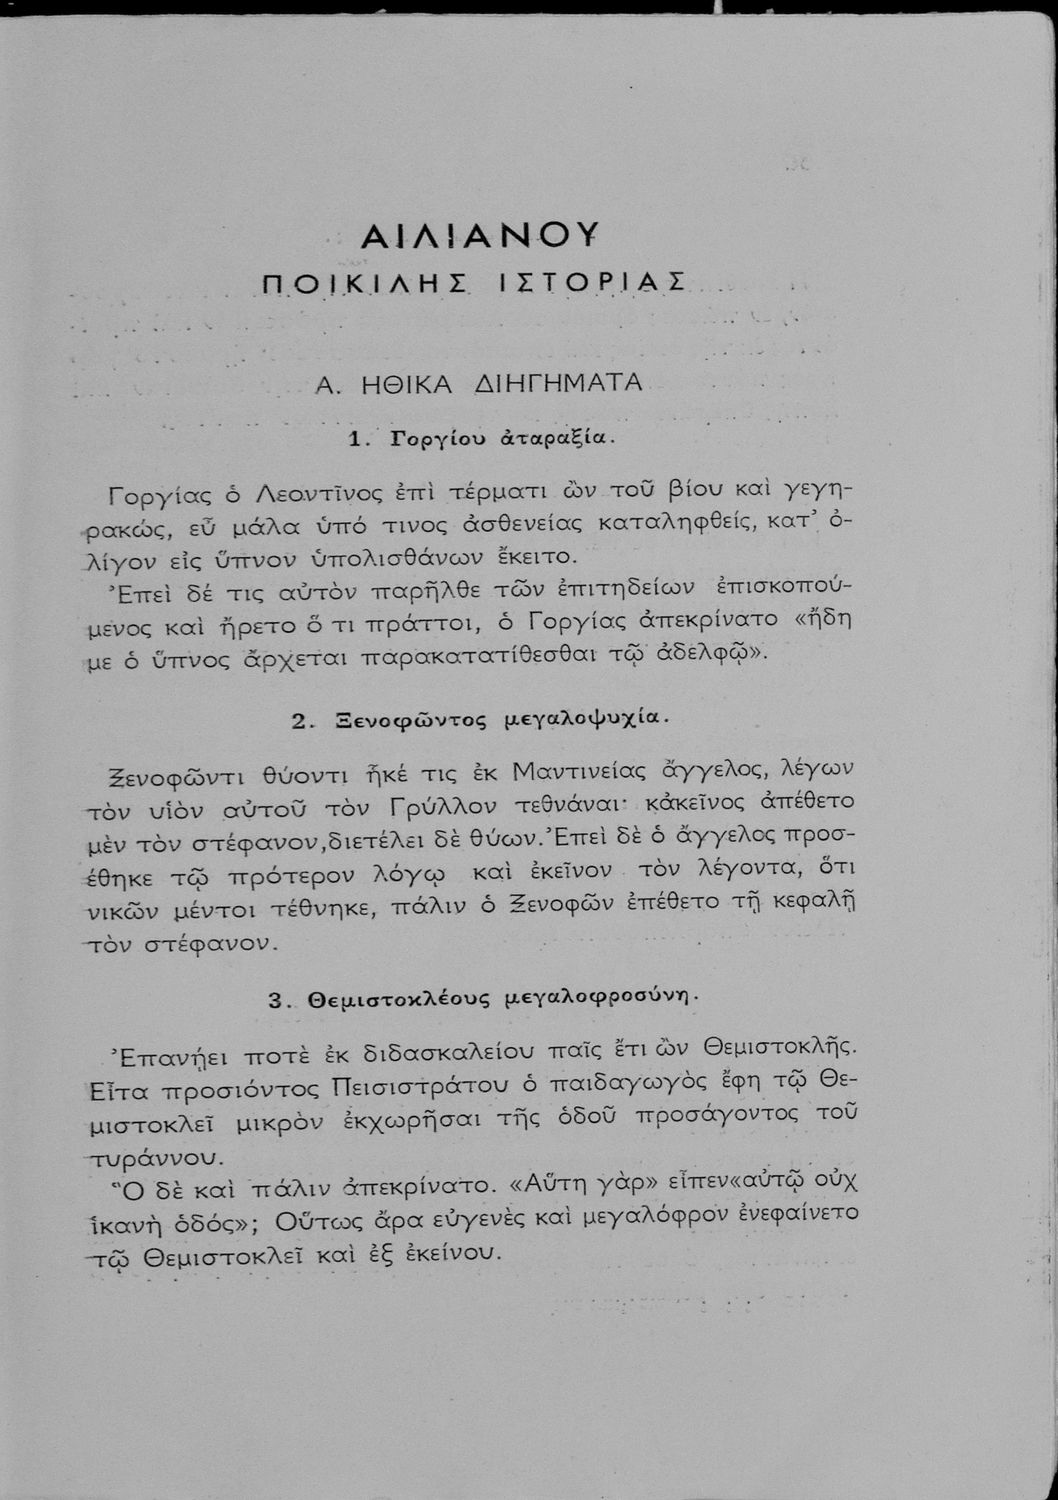 ΑΙΛΙΑΝΟΥ
ΠΟΙΚΙΛΗΣ ΙΣΤΟΡΙΑΣ
Α. ΗΘΙΚΑ ΔΙΗΓΗΜΑΤΑ
1. Γοργίου ἀταραξία.
Γοργίας ὁ Λεοντῖνος ἐπὶ τέρματι ὢν τοῦ βίου καὶ γεγη-
ρακώς, εὖ μάλα ὑπό τινος ἀσθενείας καταληφθείς, κατ’ ὀ-
λίγον εἰς ὕπνον ὑπολισθάνων ἔκειτο.
Ἐπεὶ δέ τις αὐτὸν παρῆλθε τῶν ἐπιτηδείων ἐπισκοπού-
μενος καὶ ἤρετο ὅ τι πράττοι, ὁ Γοργίας ἀπεκρίνατο «ἤδη
με ὁ ὕπνος ἄρχεται παρακατατίθεσθαι τῷ ἀδελφῷ».
2. Ξενοφῶντος μεγαλοψυχία.
Ξενοφῶντι θύοντι ἧκέ τις ἐκ Μαντινείας ἄγγελος, λέγων
τὸν υἱὸν αὐτοῦ τὸν Γρύλλον τεθνάναι· κἀκεῖνος ἀπέθετο
μὲν τὸν στέφανον,διετέλει δὲ θύων.Ἐπεὶ δὲ ὁ ἄγγελος προσ-
έθηκε τῷ πρότερον λόγῳ καὶ ἐκεῖνον τὸν λέγοντα, ὅτι
νικῶν μέντοι τέθνηκε, πάλιν ὁ Ξενοφῶν ἐπέθετο τῇ κεφαλῇ
τὸν στέφανον.
3. Θεμιστοκλέους μεγαλοφροσύνη.
Ἐπανῄει ποτὲ ἐκ διδασκαλείου παῖς ἔτι ὢν Θεμιστοκλῆς.
Εἶτα προσιόντος Πεισιστράτου ὁ παιδαγωγὸς ἔφη τῷ Θε-
μιστοκλεῖ μικρὸν ἐκχωρῆσαι τῆς ὁδοῦ προσάγοντος τοῦ
τυράννου.
Ὃ δὲ καὶ πάλιν ἀπεκρίνατο. «Αὕτη γὰρ» εἶπεν«αὐτῷ οὐχ
ἱκανὴ ὁδός»; Οὕτως ἄρα εὐγενὲς καὶ μεγαλόφρον ἐνεφαίνετο
τῷ Θεμιστοκλεῖ καὶ ἐξ ἐκείνου.